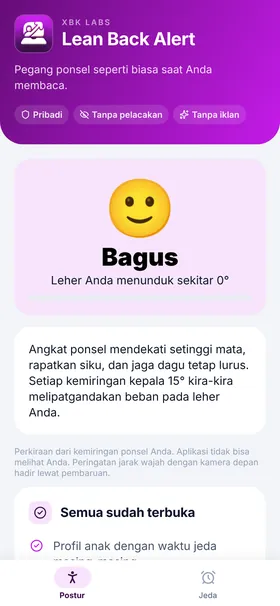 XBK LABS
Lean Back Alert
Pegang ponsel seperti biasa saat Anda
membaca.
Pribadi
Tanpa pelacakan
Tanpa iklan
Bagus
Leher Anda menunduk sekitar 0°
Angkat ponsel mendekati setinggi mata,
rapatkan siku, dan jaga dagu tetap lurus.
Setiap kemiringan kepala 15° kira-kira
melipatgandakan beban pada leher
Anda.
Perkiraan dari kemiringan ponsel Anda. Aplikasi tidak bisa
melihat Anda. Peringatan jarak wajah dengan kamera depan
hadir lewat pembaruan.
Semua sudah terbuka
Profil anak dengan waktu jeda
Postur
Jeda